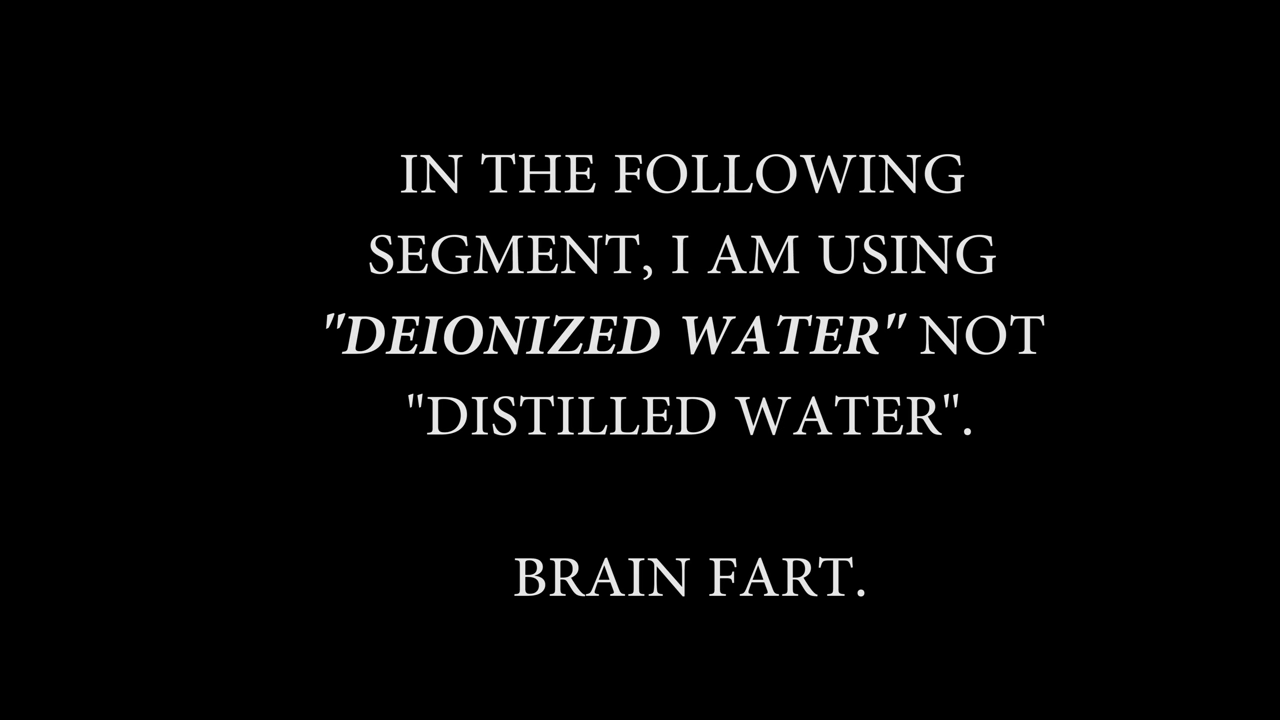 IN THE FOLLOWING
SEGMENT, I AM USING
"DEIONIZED WATER" NOT
"DISTILLED WATER".
BRAIN FART.